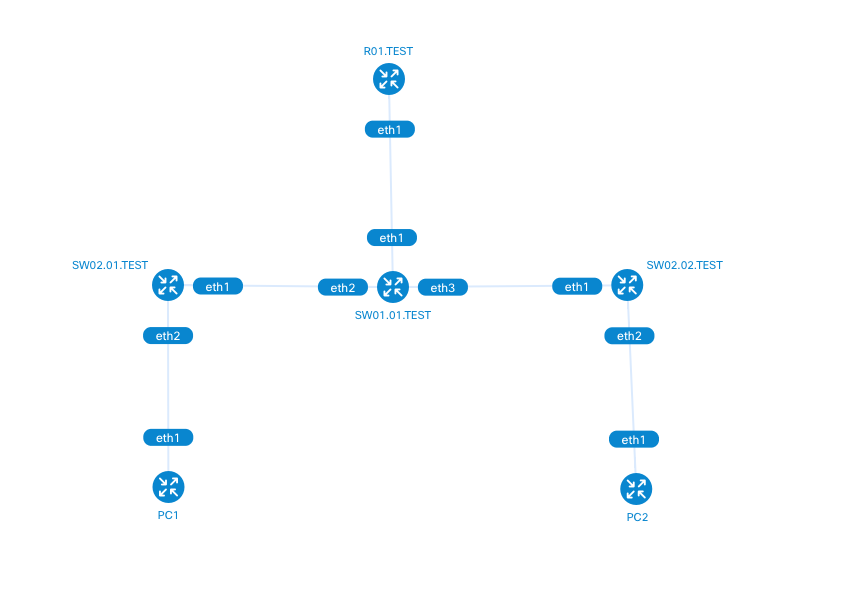 R01.TEST
eth1
eth1
SW02.01.TEST
SW02.02.TEST
eth1
eth2
eth3
eth1
SW01.01.TEST
eth2
eth2
eth1
eth1
PC1
PC2